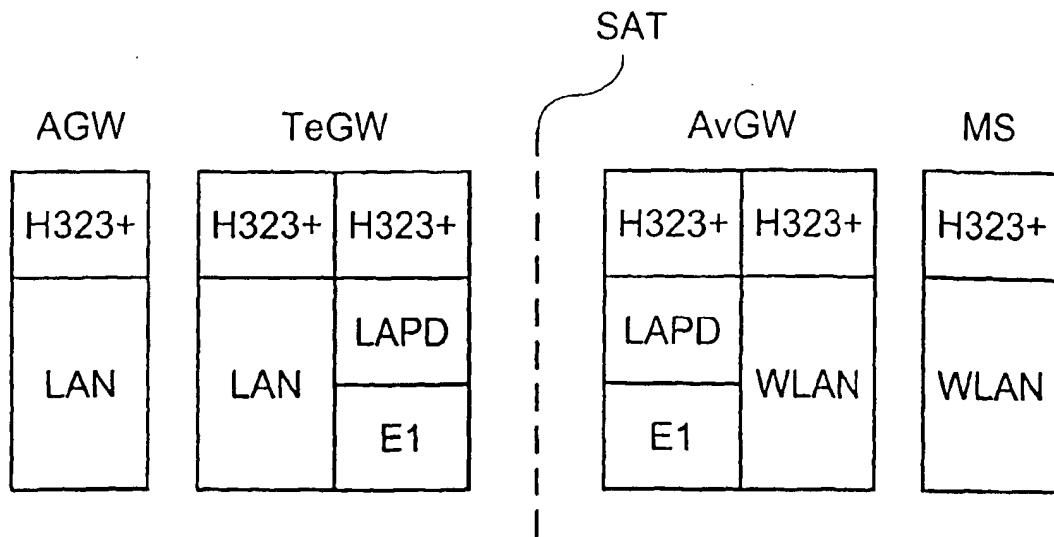 SAT
AGW TeGW AvGW MS
H323+ H323+ H323+ H323+ H323+ H323+
LAPD LAPD
LAN LAN WLAN WLAN
E1 E1